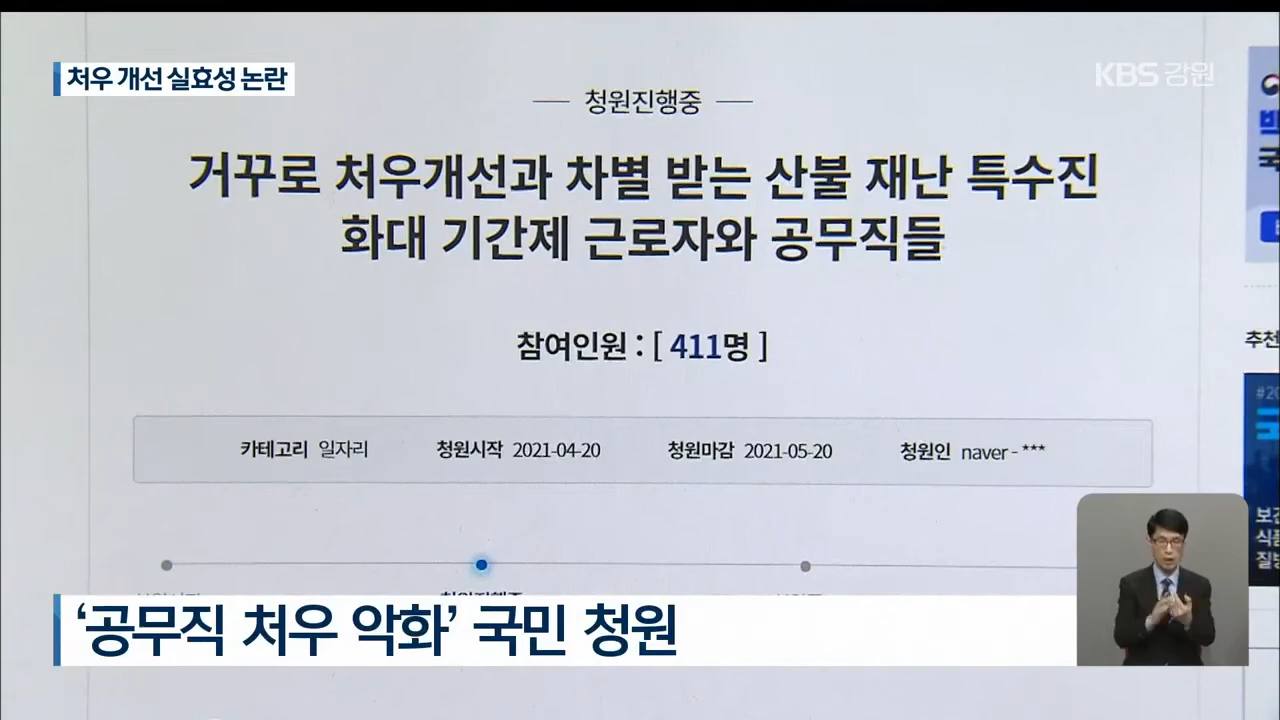 처우 개선 실효성 논란
KBS 강원
청원진행중
거꾸로 처우개선과 차별 받는 산불 재난 특수진
화대 기간제 근로자와 공무직들
참여인원 : [ 411명 ]
카테고리 일자리 청원시작 2021-04-20 청원마감 2021-05-20 청원인 naver - ***
추천
‘공무직 처우 악화’ 국민 청원